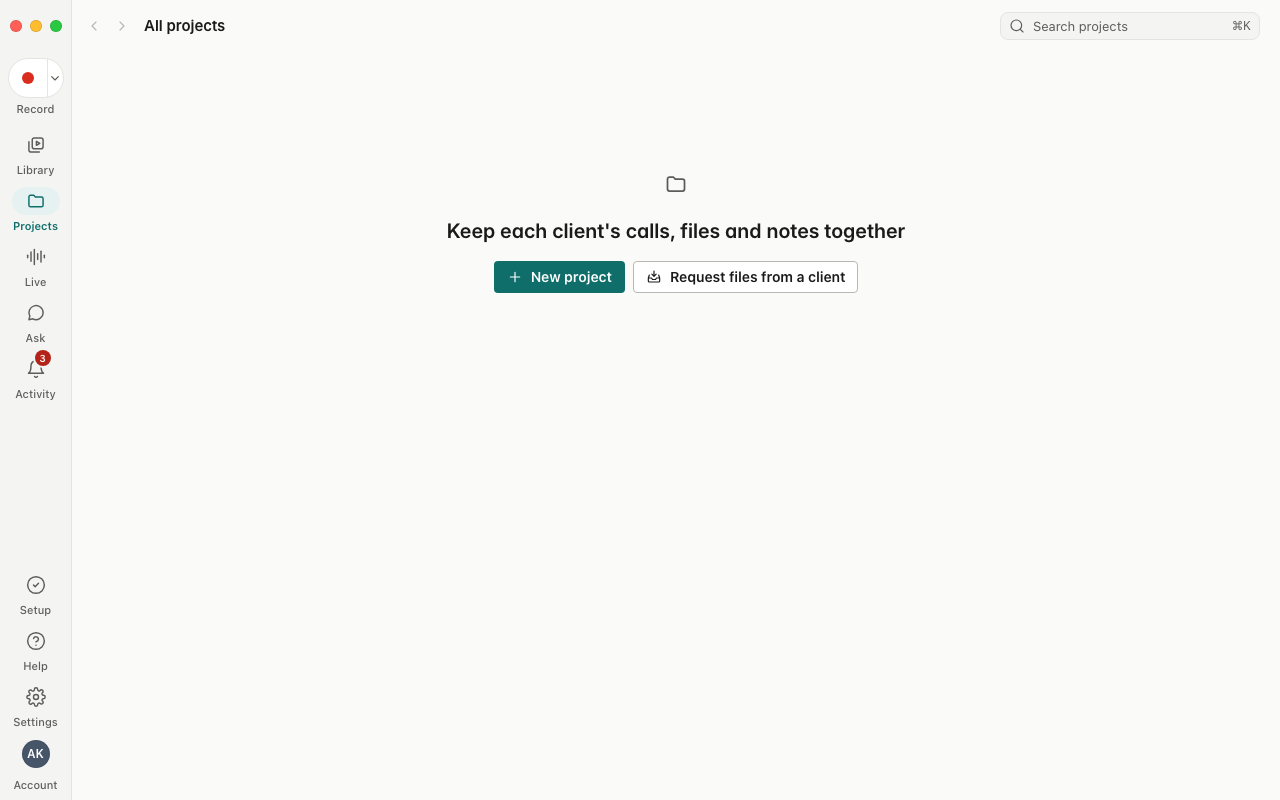 All projects
Search projects
⌘K
Record
Library
Projects
Live
Ask
3
Activity
Keep each client's calls, files and notes together
New project
Request files from a client
Setup
Help
Settings
AK
Account